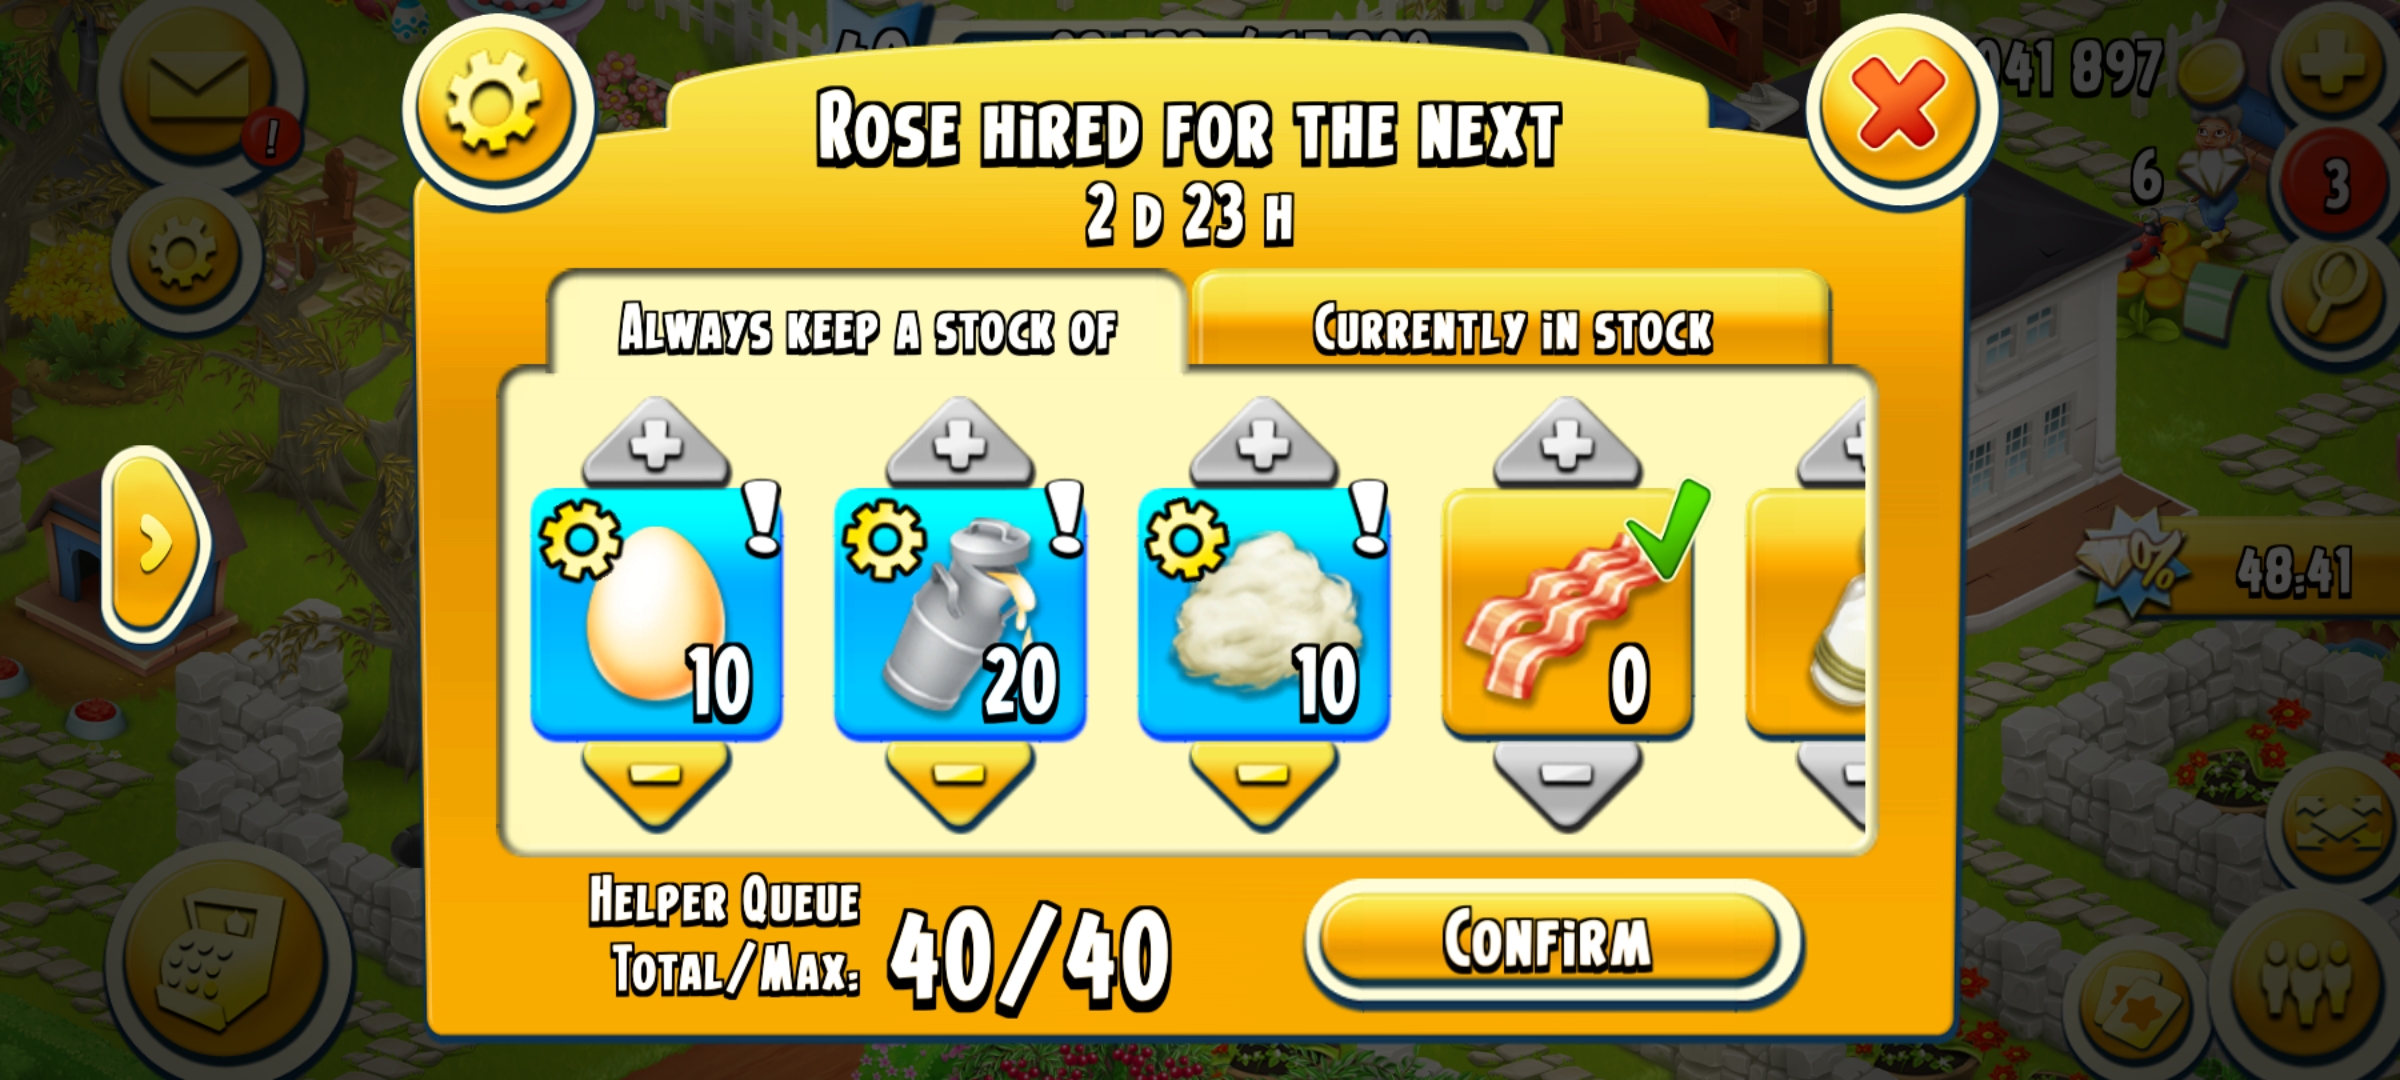 !
041 897
6
3
ROSE HiRED FOR THE NEXT
2 D 23 H
ALWAYS KEEP A STOCK OF
CURRENTLY iN STOCK
! ! !
10 20 10 0
%
48:41
HELPER QUEUE
TOTAL/MAX:
40/40
CONFiRM